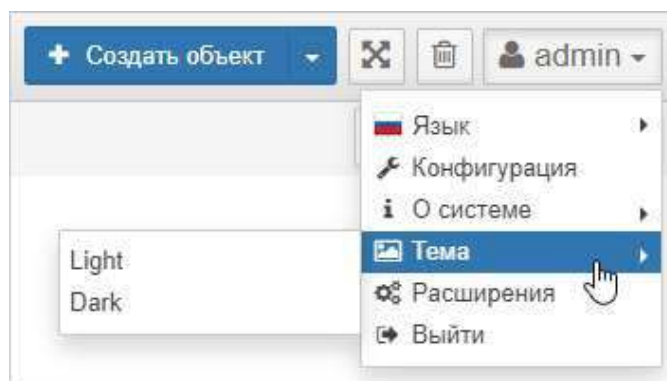 Создать объект
admin
Язык
Конфигурация
О системе
Тема
Расширения
Выйти
Light
Dark